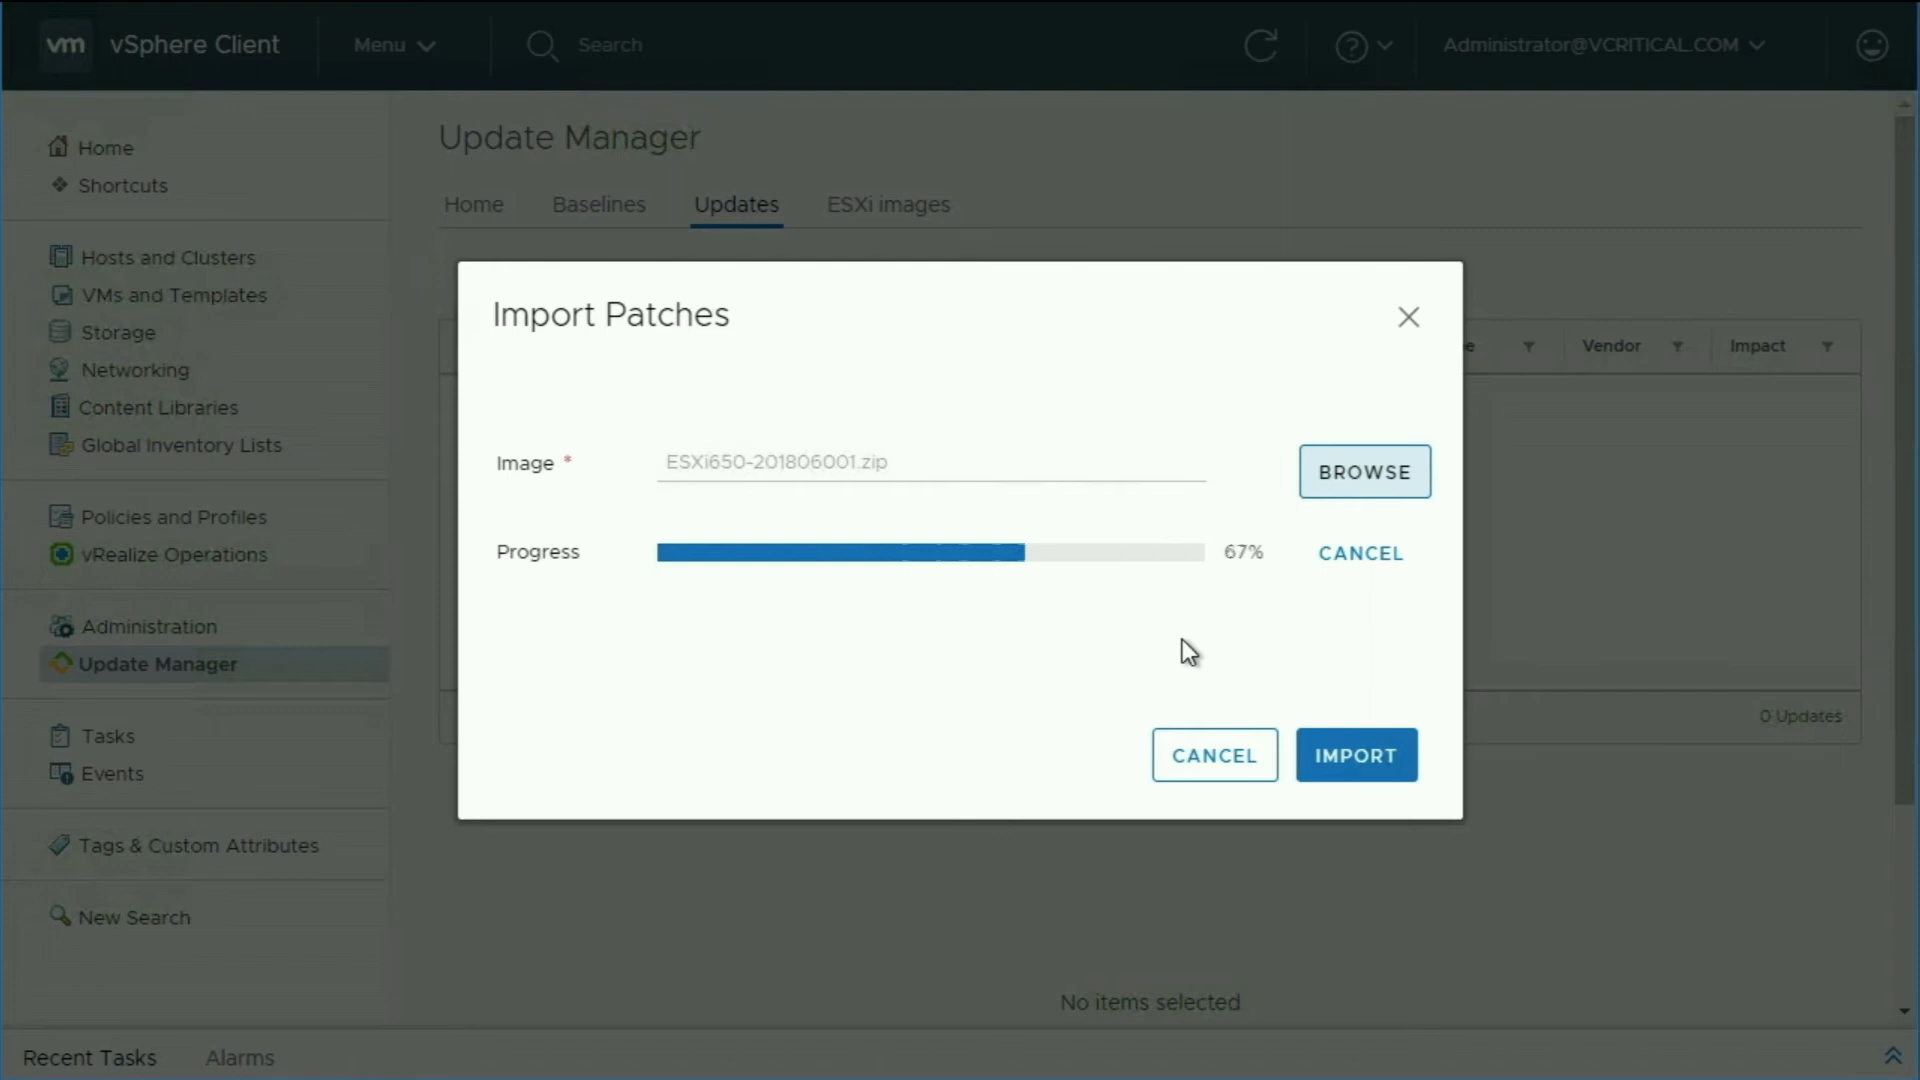 vm vSphere Client Menu Search Administrator@VCRITICAL.COM
Home
Shortcuts
Hosts and Clusters
VMs and Templates
Storage
Networking
Content Libraries
Global Inventory Lists
Policies and Profiles
vRealize Operations
Administration
Update Manager
Tasks
Events
Tags & Custom Attributes
New Search
Update Manager
Home Baselines Updates ESXi images
e Vendor Impact
Import Patches
Image * ESXi650-201806001.zip BROWSE
Progress 67% CANCEL
CANCEL IMPORT
0 Updates
No items selected
Recent Tasks Alarms